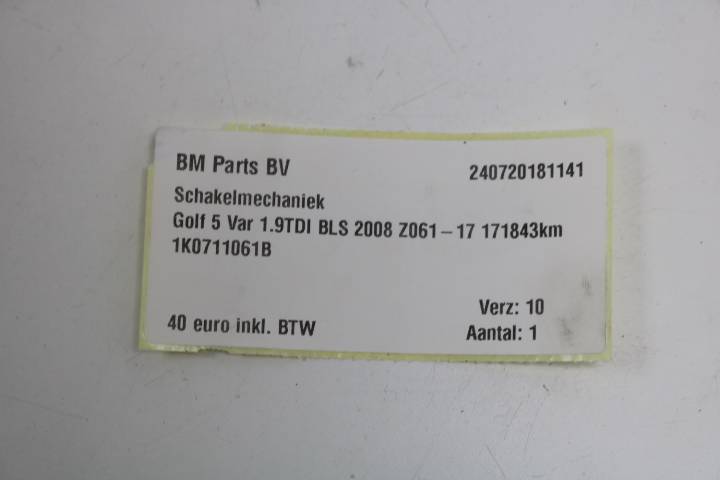 BM Parts BV 240720181141
Schakelmechaniek
Golf 5 Var 1.9TDI BLS 2008 Z061-17 171843km
1K0711061B
Verz: 10
40 euro inkl. BTW Aantal: 1